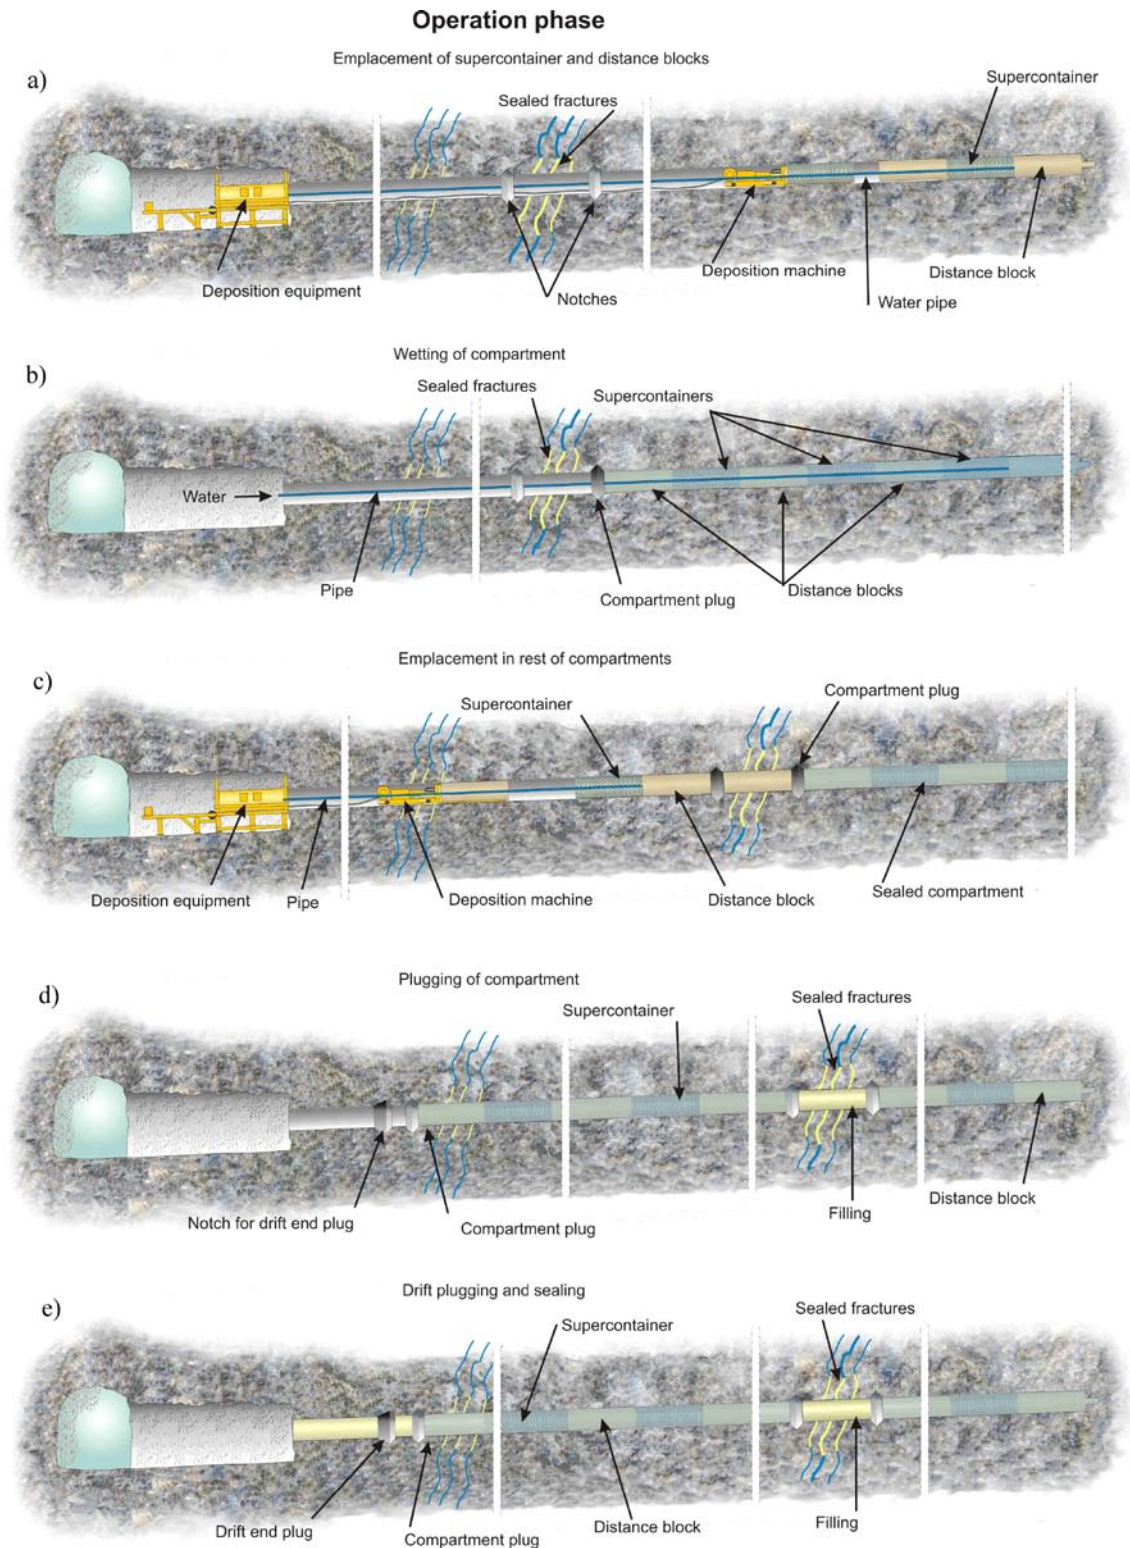 Operation phase
Emplacement of supercontainer and distance blocks
a)
Supercontainer
Sealed fractures
Deposition machine
Distance block
Deposition equipment
Notches
Water pipe
Wetting of compartment
b)
Sealed fractures
Supercontainers
Water
Pipe
Compartment plug
Distance blocks
Emplacement in rest of compartments
c)
Compartment plug
Supercontainer
Deposition equipment
Pipe
Deposition machine
Distance block
Sealed compartment
Plugging of compartment
d)
Sealed fractures
Supercontainer
Notch for drift end plug
Compartment plug
Filling
Distance block
Drift plugging and sealing
e)
Sealed fractures
Supercontainer
Drift end plug
Compartment plug
Distance block
Filling